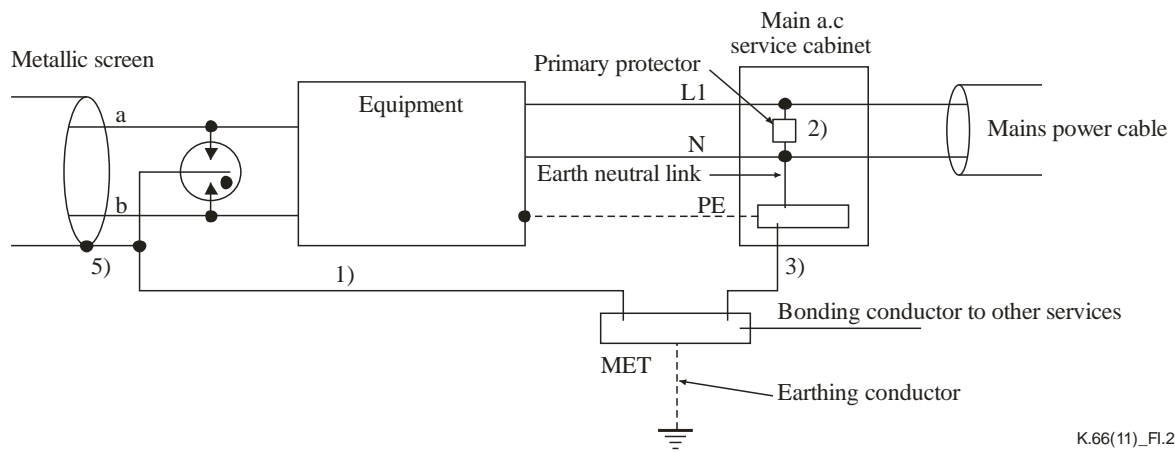 Main a.c
service cabinet
Metallic screen
Primary protector
Equipment
L1
a
2)
Mains power cable
N
Earth neutral link
b
PE
5)
3)
1)
Bonding conductor to other services
MET
Earthing conductor
K.66(11)_FI.2